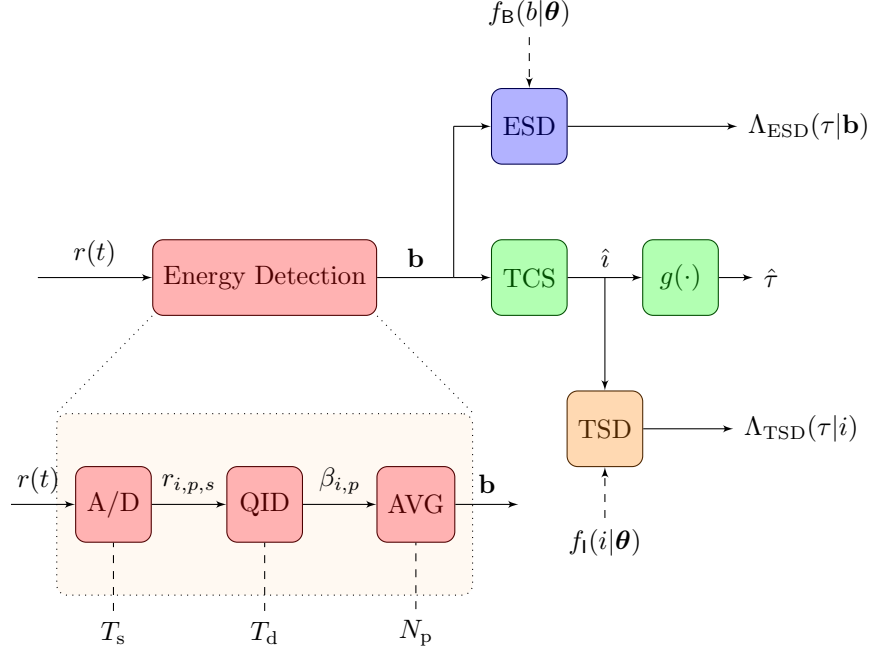 f_B(b|θ)
ESD
Λ_ESD(τ|b)
r(t)
Energy Detection
b
TCS
î
g(·)
τ̂
TSD
Λ_TSD(τ|i)
f_I(i|θ)
r(t)
A/D
r_{i,p,s}
QID
β_{i,p}
AVG
b
T_s
T_d
N_p